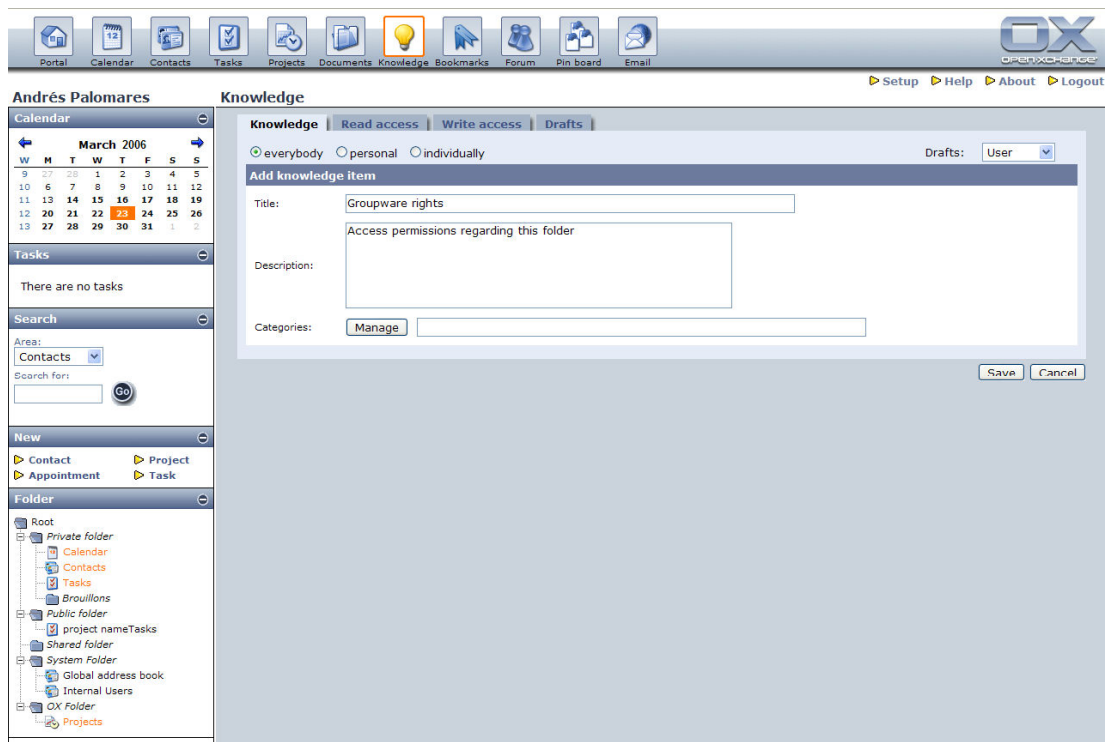 Portal Calendar Contacts Tasks Projects Documents Knowledge Bookmarks Forum Pin board Email
OX
OPEN-XCHANGE
Setup Help About Logout
Andrés Palomares
Knowledge
Calendar
March 2006
W M T W T F S S
9 27 28 1 2 3 4 5
10 6 7 8 9 10 11 12
11 13 14 15 16 17 18 19
12 20 21 22 23 24 25 26
13 27 28 29 30 31 1 2
Tasks
There are no tasks
Search
Area:
Contacts
Search for:
Go
New
Contact Project
Appointment Task
Folder
Root
Private folder
Calendar
Contacts
Tasks
Brouillons
Public folder
project nameTasks
Shared folder
System Folder
Global address book
Internal Users
OX Folder
Projects
Knowledge Read access Write access Drafts
everybody personal individually Drafts: User
Add knowledge item
Title: Groupware rights
Description: Access permissions regarding this folder
Categories: Manage
Save Cancel